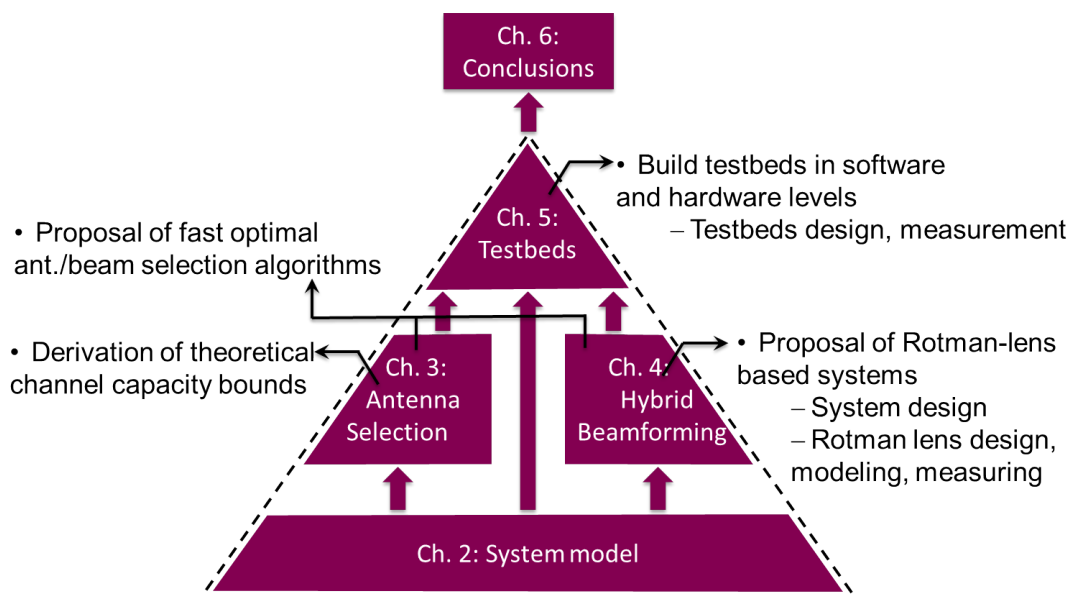 Ch. 6:
Conclusions
• Build testbeds in software
and hardware levels
– Testbeds design, measurement
Ch. 5:
Testbeds
• Proposal of fast optimal
ant./beam selection algorithms
• Derivation of theoretical
channel capacity bounds
Ch. 3:
Antenna
Selection
Ch. 4:
Hybrid
Beamforming
• Proposal of Rotman-lens
based systems
– System design
– Rotman lens design,
modeling, measuring
Ch. 2: System model